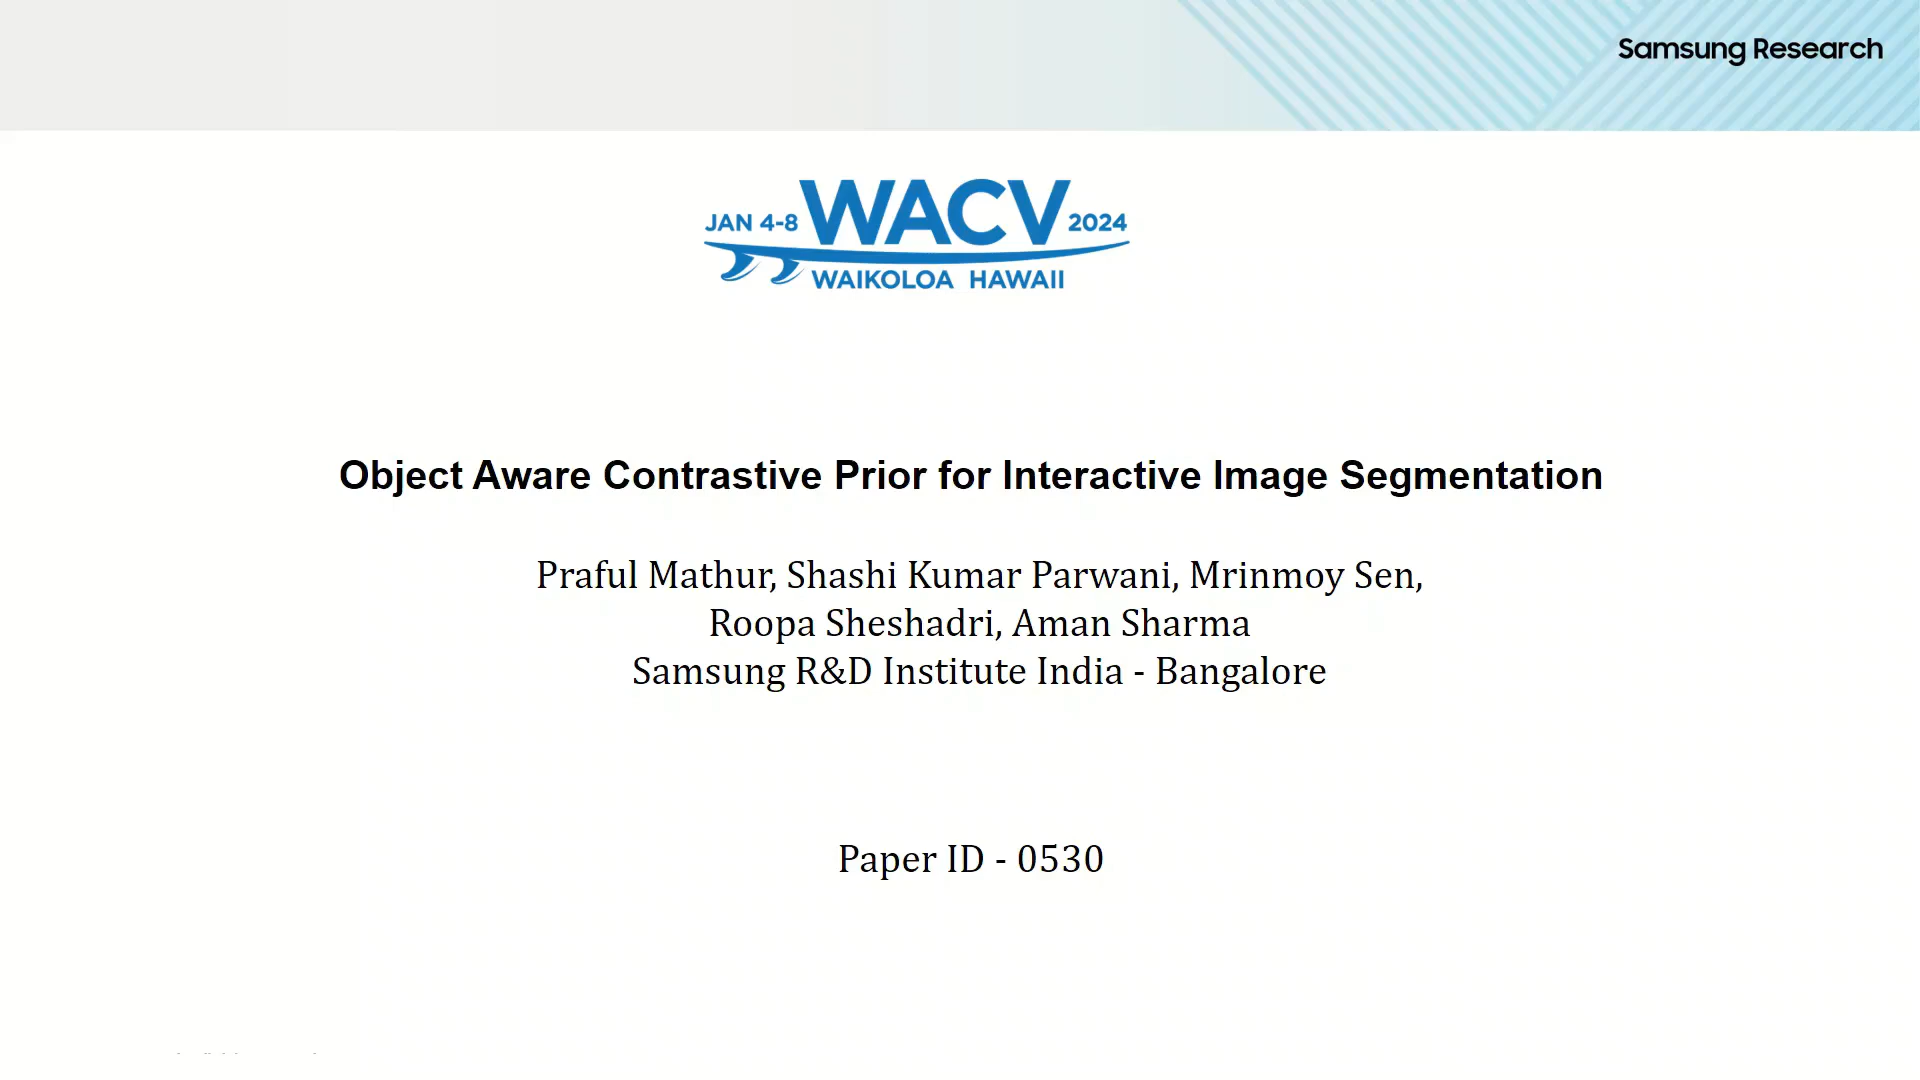 Samsung Research
JAN 4-8 WACV 2024
WAIKOLOA HAWAII
Object Aware Contrastive Prior for Interactive Image Segmentation
Praful Mathur, Shashi Kumar Parwani, Mrinmoy Sen,
Roopa Sheshadri, Aman Sharma
Samsung R&D Institute India - Bangalore
Paper ID - 0530